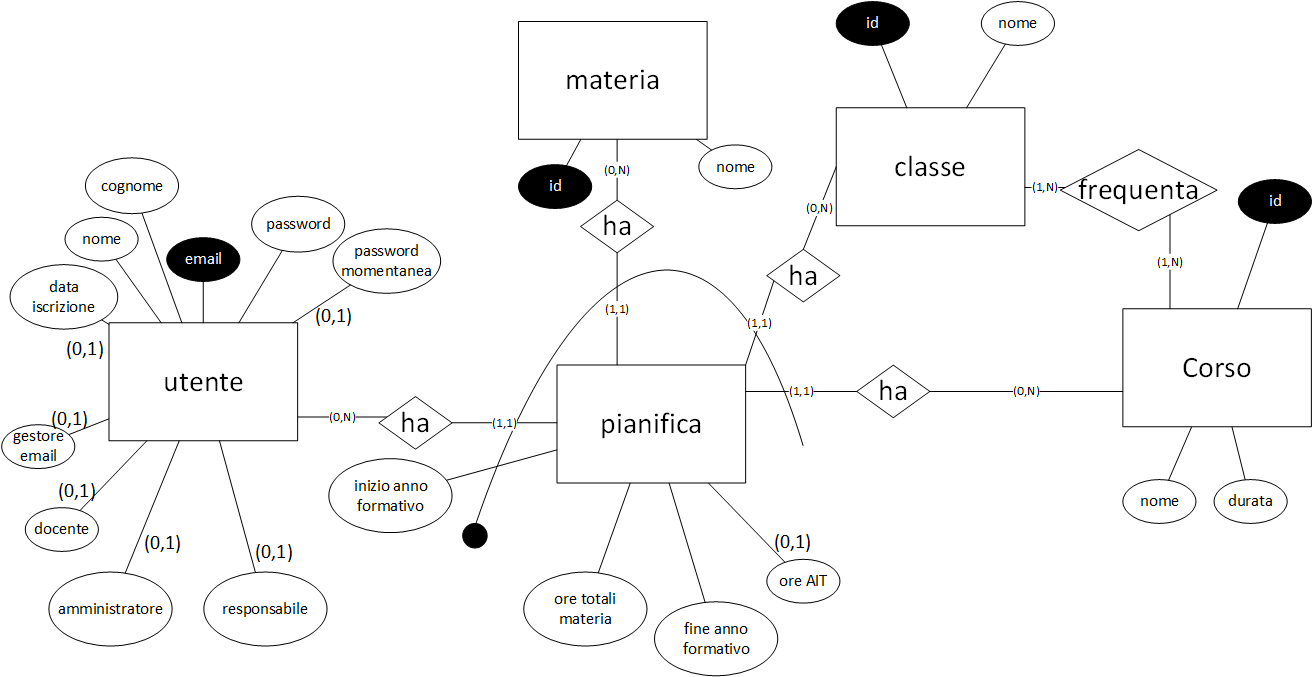 id
nome
materia
(0,N)
nome
id
classe
(1,N)
frequenta
id
cognome
nome
email
password
password
momentanea
data
iscrizione
ha
(0,N)
ha
(1,N)
(0,1)
(0,1)
(1,1)
(1,1)
utente
(0,N)
ha
(1,1)
pianifica
(1,1)
ha
(0,N)
Corso
(0,1)
gestore
email
(0,1)
docente
(0,1)
(0,1)
amministratore
responsabile
inizio anno
formativo
ore totali
materia
fine anno
formativo
(0,1)
ore AIT
nome
durata